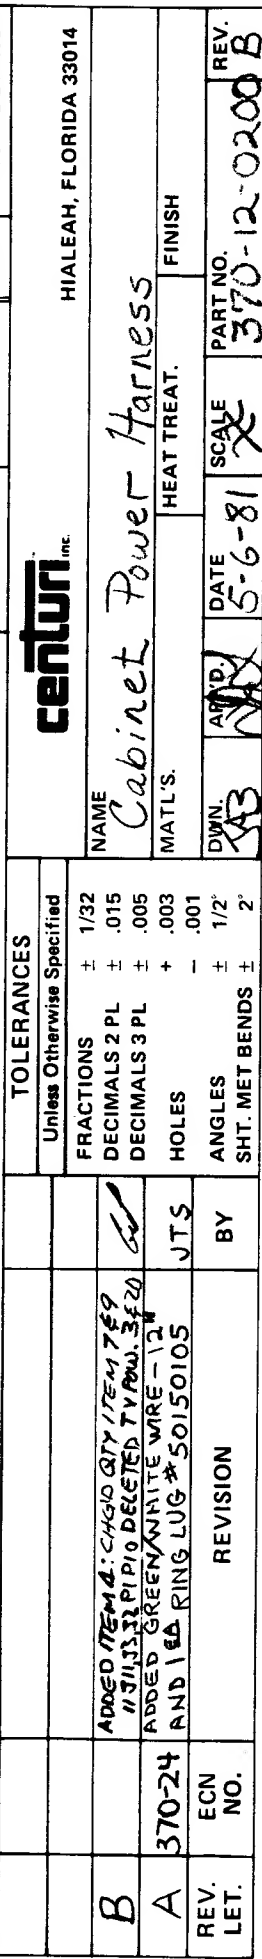 B
ADDED ITEM 4: CHG'D QTY ITEM 7 & 9
11 J11, J3, J2 P1 P10 DELETED TV POW. 3 & 20
A 370-24 ADDED GREEN/WHITE WIRE - 12"
AND 1 EA RING LUG # 50150105 JTS
REV. LET. ECN NO. REVISION BY
TOLERANCES
Unless Otherwise Specified
FRACTIONS ± 1/32
DECIMALS 2 PL ± .015
DECIMALS 3 PL ± .005
HOLES + .003
- .001
ANGLES ± 1/2°
SHT. MET BENDS ± 2°
centuri inc.
HIALEAH, FLORIDA 33014
NAME
Cabinet Power Harness
MATL'S. HEAT TREAT. FINISH
DWN. APP'D. DATE SCALE PART NO. REV.
5-6-81 370-12-0200 B